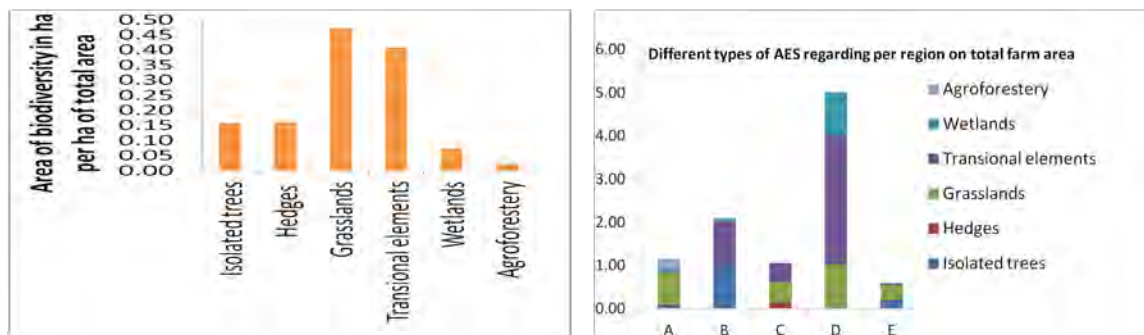 Area of biodiversity in ha
per ha of total area
0.50
0.45
0.40
0.35
0.30
0.25
0.20
0.15
0.10
0.05
0.00
Isolated trees
Hedges
Grasslands
Transional elements
Wetlands
Agroforestery
Different types of AES regarding per region on total farm area
6.00
5.00
4.00
3.00
2.00
1.00
0.00
A
B
C
D
E
Agroforestery
Wetlands
Transional elements
Grasslands
Hedges
Isolated trees